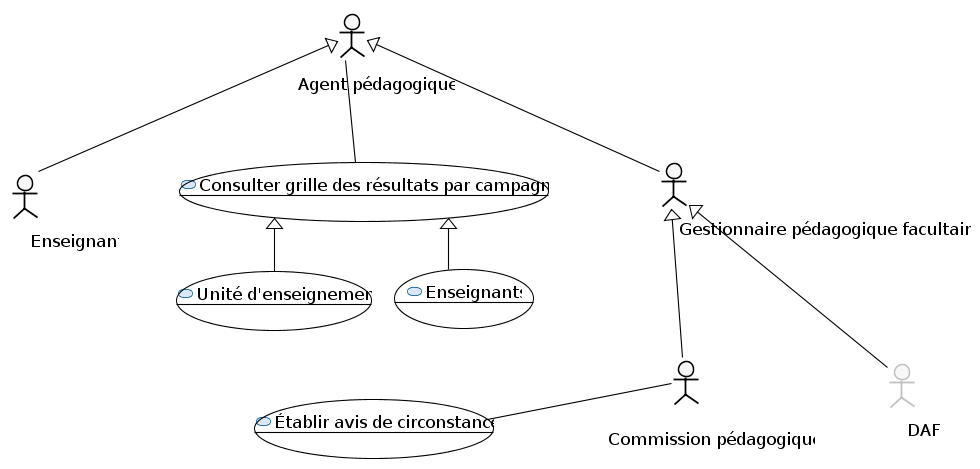 Agent pédagogique
Consulter grille des résultats par campagn
Enseignant
Gestionnaire pédagogique facultair
Unité d'enseignemen
Enseignants
Établir avis de circonstance
Commission pédagogique
DAF